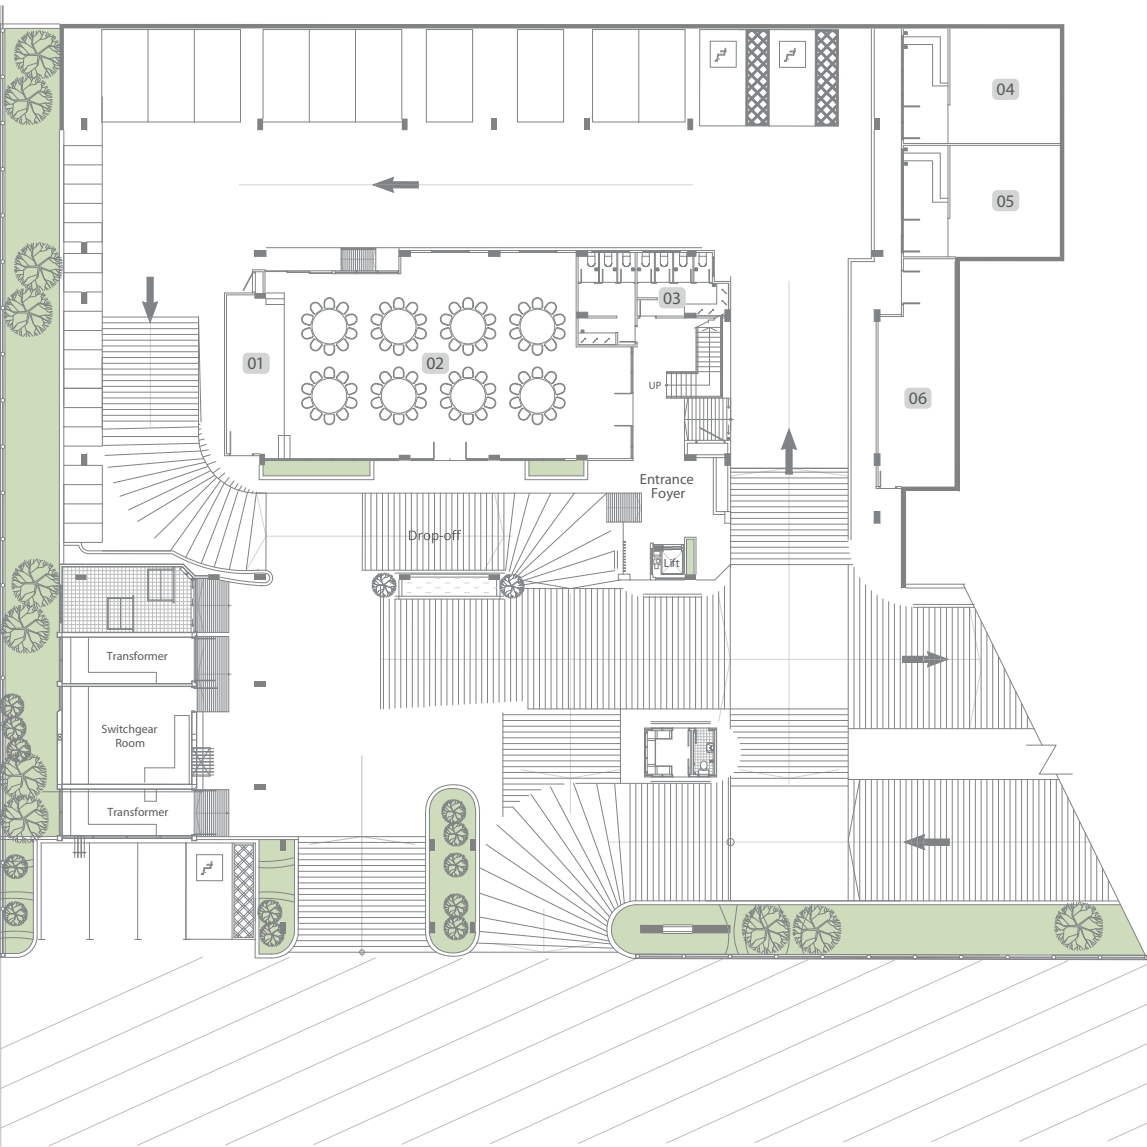 04
05
03
01
02
UP
06
Entrance
Foyer
Drop-off
Lift
Transformer
Switchgear
Room
Transformer